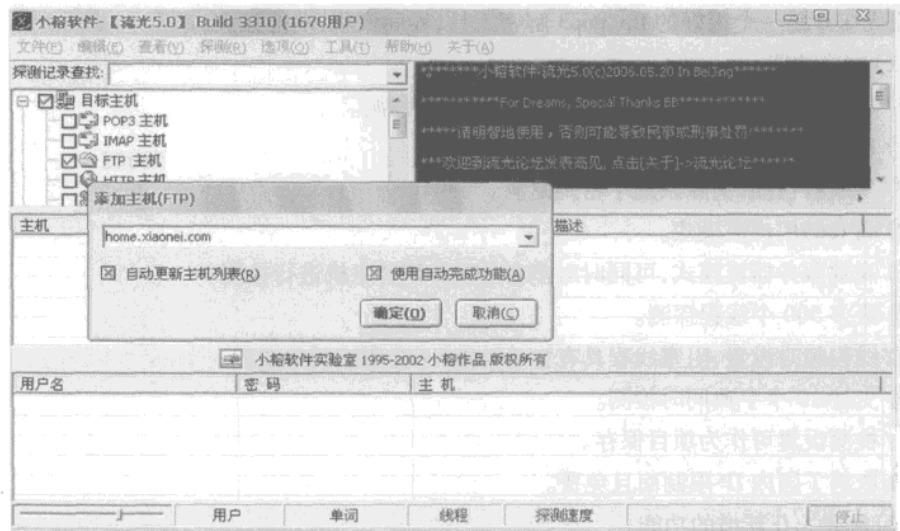 小榕软件-【流光5.0】 Build 3310 (1678用户)
文件(F) 编辑(E) 查看(V) 探测(R) 选项(O) 工具(T) 帮助(H) 关于(A)
探测记录查找:
目标主机
POP3 主机
IMAP 主机
FTP 主机
HTTP 主机
*********小榕软件-流光5.0(c)2006.05.20 In BeiJing******
***********For Dreams, Special Thanks BB*************
*****请明智地使用，否则可能导致民事或刑事处罚!*******
***欢迎到流光论坛发表高见, 点击[关于]->流光论坛******
添加主机(FTP)
home.xiaonei.com
自动更新主机列表(R) 使用自动完成功能(A)
确定(O) 取消(C)
主机 描述
小榕软件实验室 1995-2002 小榕作品 版权所有
用户名 密码 主机
用户 单词 线程 探测速度 停止